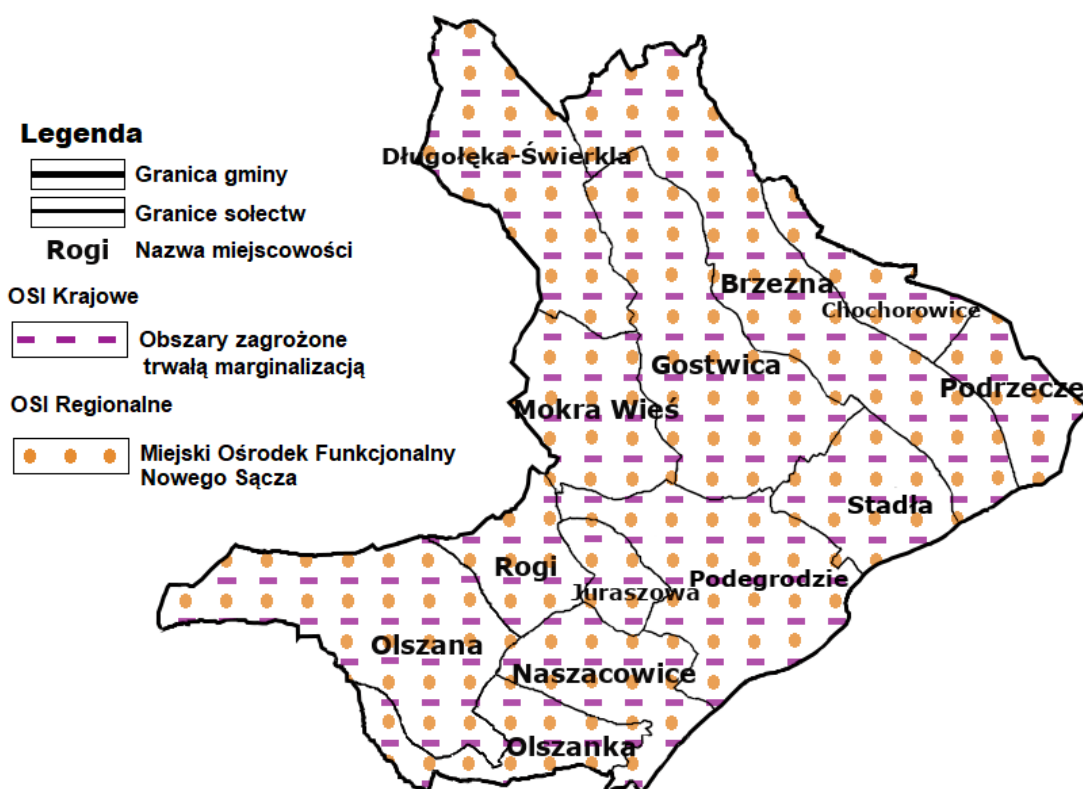 Legenda
Granica gminy
Granice sołectw
Rogi Nazwa miejscowości
OSI Krajowe
Obszary zagrożone
trwałą marginalizacją
OSI Regionalne
Miejski Ośrodek Funkcjonalny
Nowego Sącza
Długołęka-Świerkla
Brzezna
Chochorowice
Gostwica
Podrzecze
Mokra Wieś
Stadła
Rogi
Podegrodzie
Juraszowa
Olszana
Naszacowice
Olszanka